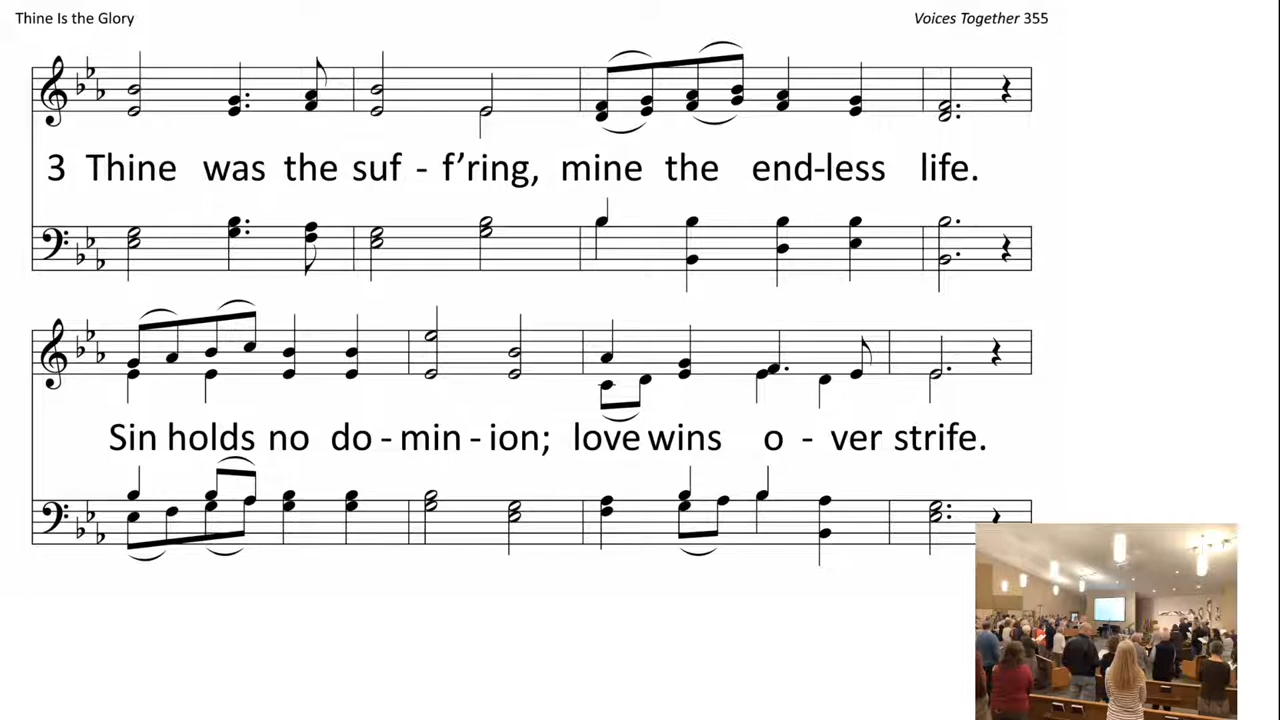 Thine Is the Glory
Voices Together 355
3 Thine was the suf - f’ring, mine the end-less life.
Sin holds no do - min - ion; love wins o - ver strife.